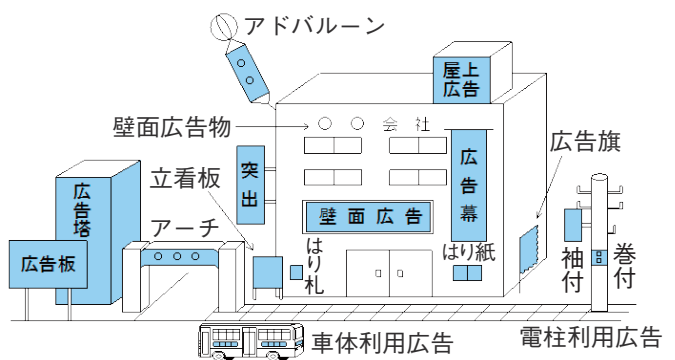 アドバルーン
屋上
広告
壁面広告物
○○会社
広告旗
突出
広告幕
立看板
広告塔
アーチ
壁面広告
広告板
○○○
はり札
はり紙
袖付
巻付
車体利用広告
電柱利用広告